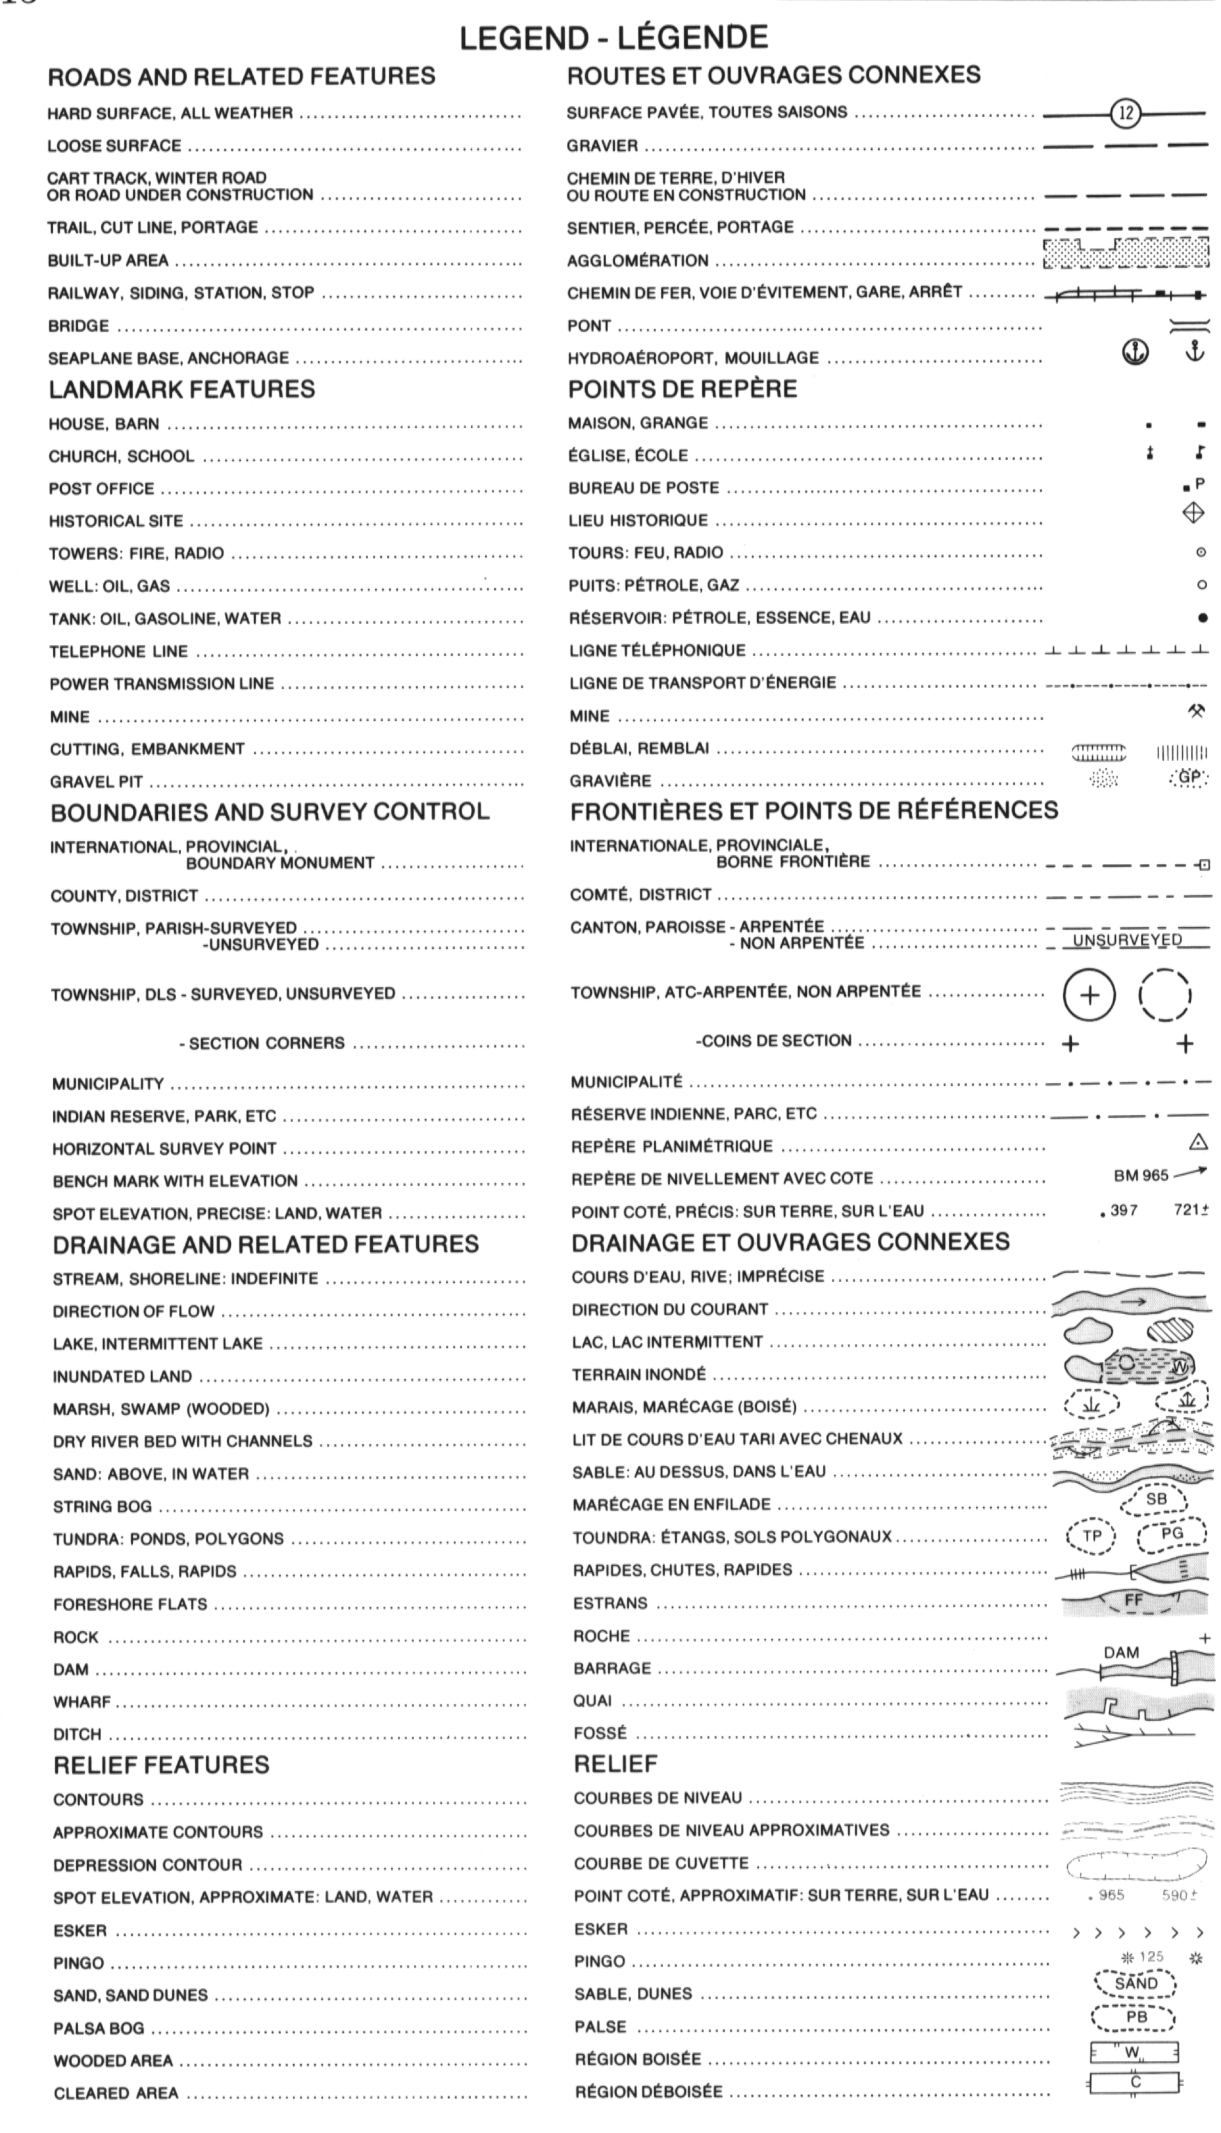 LEGEND - LÉGENDE
ROADS AND RELATED FEATURES
ROUTES ET OUVRAGES CONNEXES
HARD SURFACE, ALL WEATHER
SURFACE PAVÉE, TOUTES SAISONS
12
LOOSE SURFACE
GRAVIER
CART TRACK, WINTER ROAD
OR ROAD UNDER CONSTRUCTION
CHEMIN DE TERRE, D'HIVER
OU ROUTE EN CONSTRUCTION
TRAIL, CUT LINE, PORTAGE
SENTIER, PERCÉE, PORTAGE
BUILT-UP AREA
AGGLOMÉRATION
RAILWAY, SIDING, STATION, STOP
CHEMIN DE FER, VOIE D'ÉVITEMENT, GARE, ARRÊT
BRIDGE
PONT
SEAPLANE BASE, ANCHORAGE
HYDROAÉROPORT, MOUILLAGE
LANDMARK FEATURES
POINTS DE REPÈRE
HOUSE, BARN
MAISON, GRANGE
CHURCH, SCHOOL
ÉGLISE, ÉCOLE
POST OFFICE
BUREAU DE POSTE
P
HISTORICAL SITE
LIEU HISTORIQUE
TOWERS: FIRE, RADIO
TOURS: FEU, RADIO
WELL: OIL, GAS
PUITS: PÉTROLE, GAZ
TANK: OIL, GASOLINE, WATER
RÉSERVOIR: PÉTROLE, ESSENCE, EAU
TELEPHONE LINE
LIGNE TÉLÉPHONIQUE
POWER TRANSMISSION LINE
LIGNE DE TRANSPORT D'ÉNERGIE
MINE
MINE
CUTTING, EMBANKMENT
DÉBLAI, REMBLAI
GRAVEL PIT
GRAVIÈRE
GP
BOUNDARIES AND SURVEY CONTROL
FRONTIÈRES ET POINTS DE RÉFÉRENCES
INTERNATIONAL, PROVINCIAL,
BOUNDARY MONUMENT
INTERNATIONALE, PROVINCIALE,
BORNE FRONTIÈRE
COUNTY, DISTRICT
COMTÉ, DISTRICT
TOWNSHIP, PARISH-SURVEYED
-UNSURVEYED
CANTON, PAROISSE - ARPENTÉE
- NON ARPENTÉE
UNSURVEYED
TOWNSHIP, DLS - SURVEYED, UNSURVEYED
TOWNSHIP, ATC-ARPENTÉE, NON ARPENTÉE
- SECTION CORNERS
-COINS DE SECTION
MUNICIPALITY
MUNICIPALITÉ
INDIAN RESERVE, PARK, ETC
RÉSERVE INDIENNE, PARC, ETC
HORIZONTAL SURVEY POINT
REPÈRE PLANIMÉTRIQUE
BENCH MARK WITH ELEVATION
REPÈRE DE NIVELLEMENT AVEC COTE
BM 965
SPOT ELEVATION, PRECISE: LAND, WATER
POINT COTÉ, PRÉCIS: SUR TERRE, SUR L'EAU
. 397 721±
DRAINAGE AND RELATED FEATURES
DRAINAGE ET OUVRAGES CONNEXES
STREAM, SHORELINE: INDEFINITE
COURS D'EAU, RIVE; IMPRÉCISE
DIRECTION OF FLOW
DIRECTION DU COURANT
LAKE, INTERMITTENT LAKE
LAC, LAC INTERMITTENT
INUNDATED LAND
TERRAIN INONDÉ
W
MARSH, SWAMP (WOODED)
MARAIS, MARÉCAGE (BOISÉ)
DRY RIVER BED WITH CHANNELS
LIT DE COURS D'EAU TARI AVEC CHENAUX
SAND: ABOVE, IN WATER
SABLE: AU DESSUS, DANS L'EAU
STRING BOG
MARÉCAGE EN ENFILADE
SB
TUNDRA: PONDS, POLYGONS
TOUNDRA: ÉTANGS, SOLS POLYGONAUX
TP PG
RAPIDS, FALLS, RAPIDS
RAPIDES, CHUTES, RAPIDES
FORESHORE FLATS
ESTRANS
FF
ROCK
ROCHE
DAM
BARRAGE
DAM
WHARF
QUAI
DITCH
FOSSÉ
RELIEF FEATURES
RELIEF
CONTOURS
COURBES DE NIVEAU
APPROXIMATE CONTOURS
COURBES DE NIVEAU APPROXIMATIVES
DEPRESSION CONTOUR
COURBE DE CUVETTE
SPOT ELEVATION, APPROXIMATE: LAND, WATER
POINT COTÉ, APPROXIMATIF: SUR TERRE, SUR L'EAU
. 965 590±
ESKER
ESKER
PINGO
PINGO
125
SAND, SAND DUNES
SABLE, DUNES
SAND
PALSA BOG
PALSE
PB
WOODED AREA
RÉGION BOISÉE
W
CLEARED AREA
RÉGION DÉBOISÉE
C